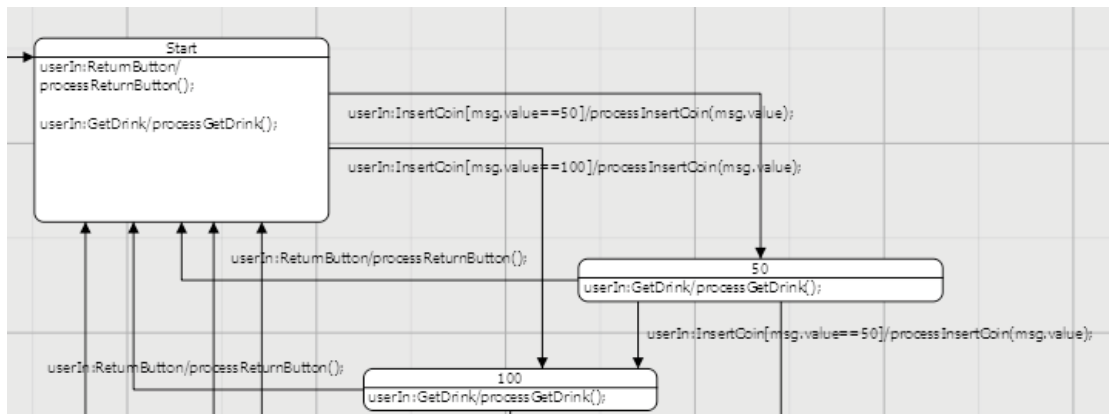 Start
userIn:ReturnButton/
processReturnButton();
userIn:GetDrink/processGetDrink();
userIn:InsertCoin[msg.value==50]/processInsertCoin(msg.value);
userIn:InsertCoin[msg.value==100]/processInsertCoin(msg.value);
userIn:ReturnButton/processReturnButton();
50
userIn:GetDrink/processGetDrink();
userIn:InsertCoin[msg.value==50]/processInsertCoin(msg.value);
userIn:ReturnButton/processReturnButton();
100
userIn:GetDrink/processGetDrink();